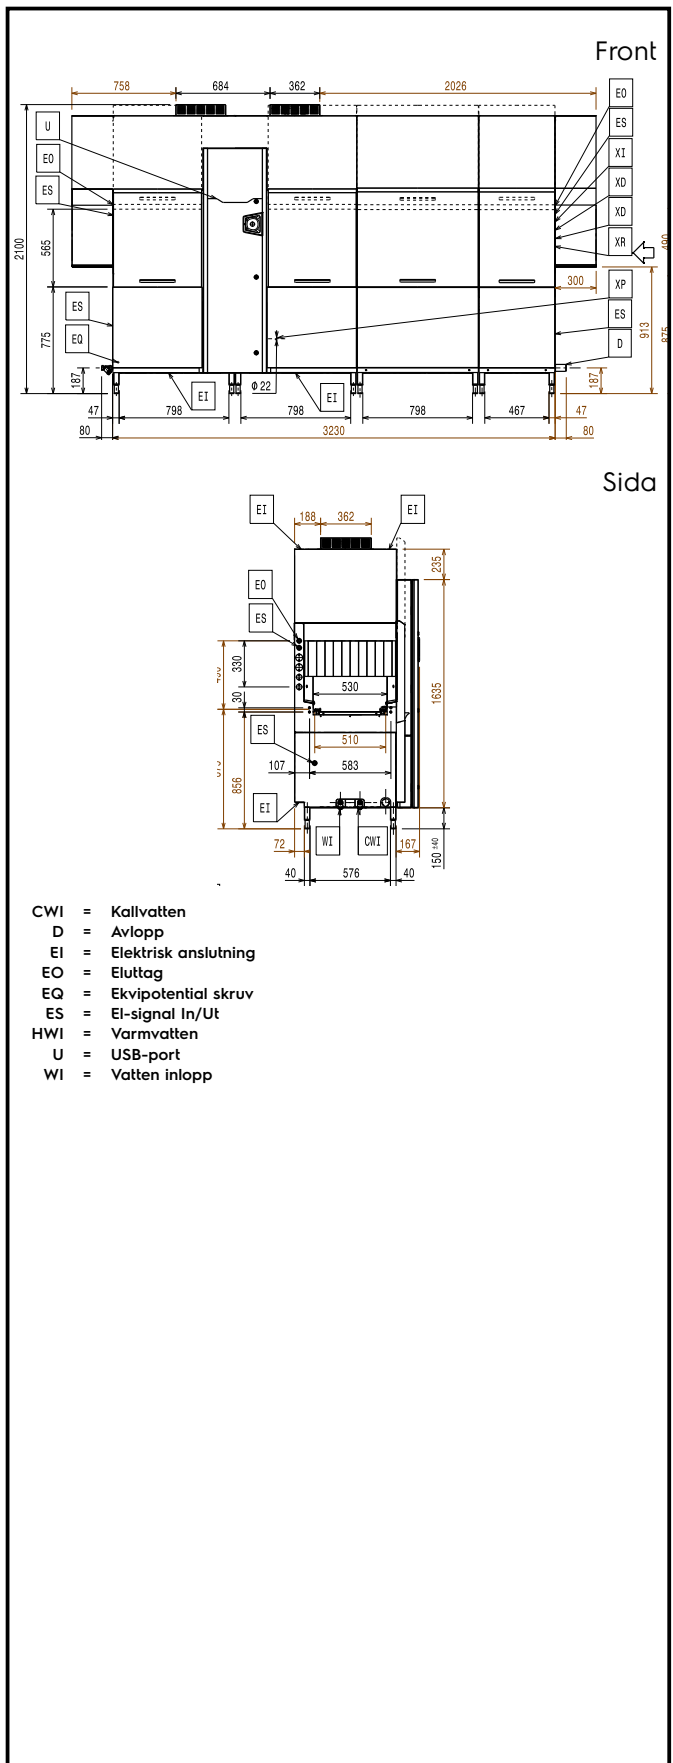 Front
758 684 362 2026
EO
ES
XI
XD
XD
XR
U
EO
ES
2100
565
775
187
490
300
913
875
187
XP
ES
D
ES
EQ
EI
Φ 22
EI
47 798 798 798 467 47
80 3230 80
Sida
EI
188 362
EI
235
EO
ES
330
30
530
1635
ES
510
107 583
856
EI
WI
CWI
72
167
150 ±40
40 576 40
CWI = Kallvatten
D = Avlopp
EI = Elektrisk anslutning
EO = Eluttag
EQ = Ekvipotential skruv
ES = El-signal In/Ut
HWI = Varmvatten
U = USB-port
WI = Vatten inlopp